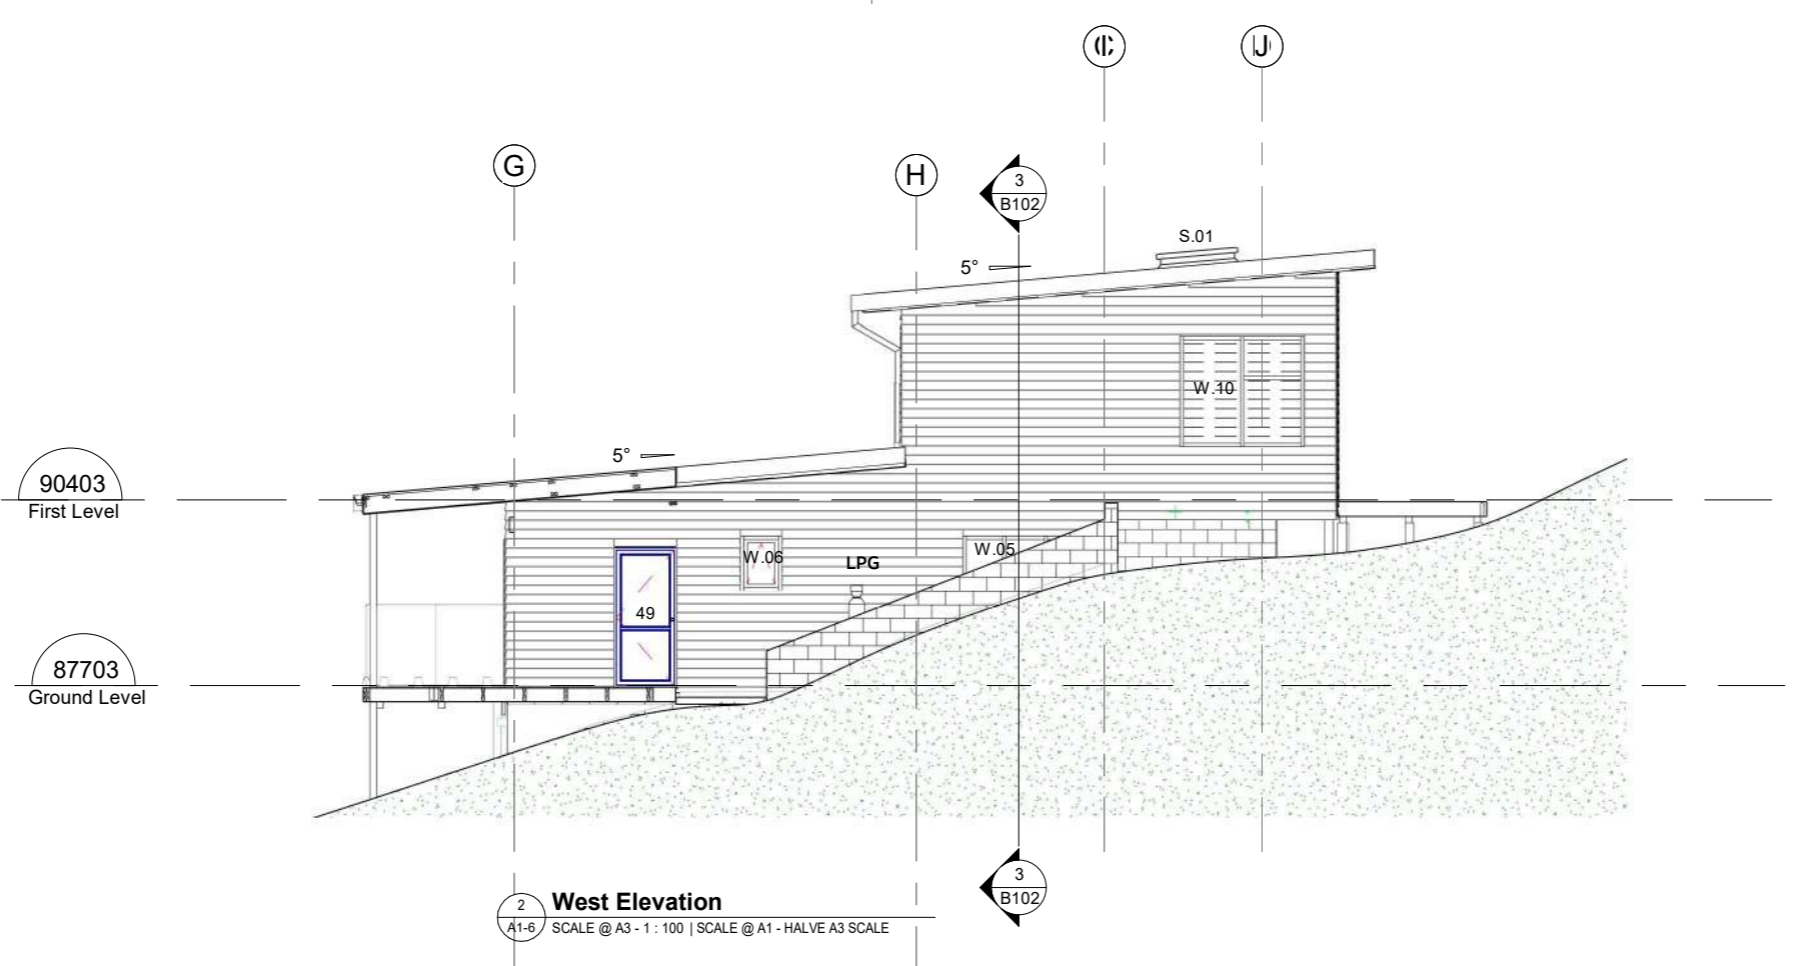 G
H
3
B102
S.01
5°
W.10
5°
90403
First Level
W.06
LPG
W.05
49
87703
Ground Level
3
B102
2
A1-6
West Elevation
SCALE @ A3 - 1 : 100 | SCALE @ A1 - HALVE A3 SCALE